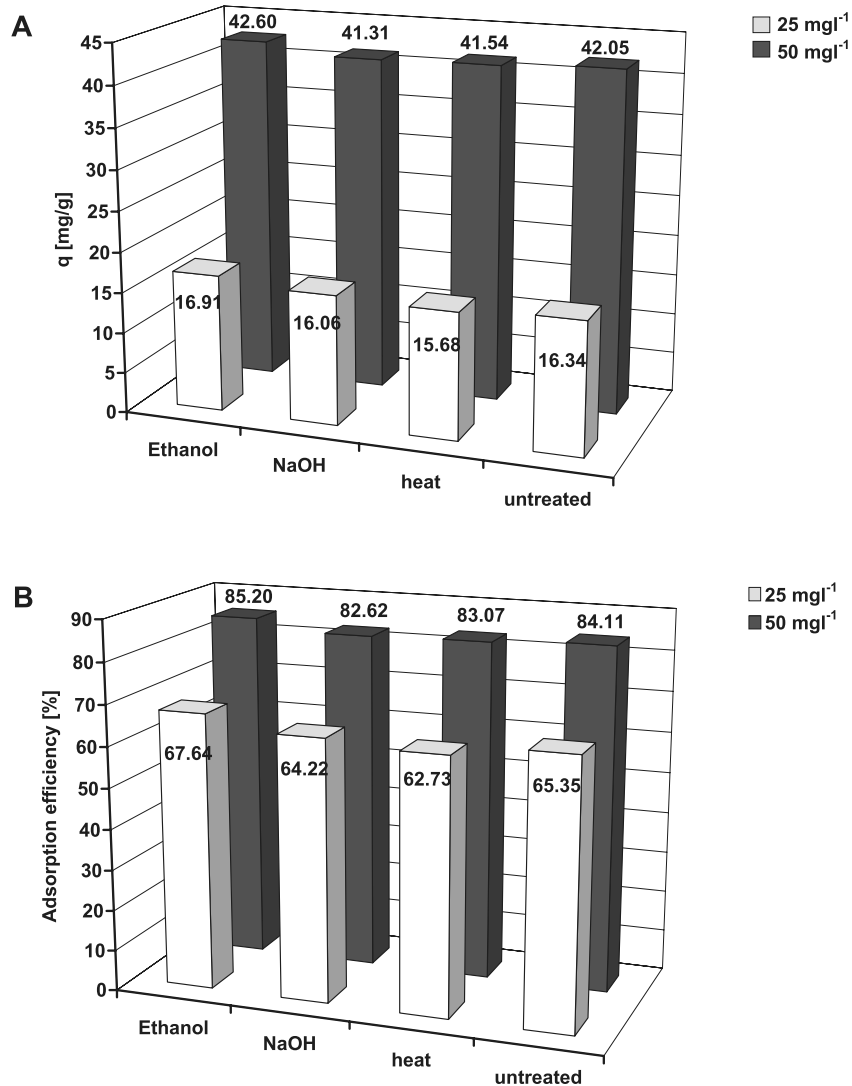 A
25 mgl⁻¹
50 mgl⁻¹
42.60
41.31
41.54
42.05
45
40
35
30
25
20
15
10
5
0
q [mg/g]
16.91
16.06
15.68
16.34
Ethanol
NaOH
heat
untreated
B
25 mgl⁻¹
50 mgl⁻¹
85.20
82.62
83.07
84.11
90
80
70
60
50
40
30
20
10
0
Adsorption efficiency [%]
67.64
64.22
62.73
65.35
Ethanol
NaOH
heat
untreated